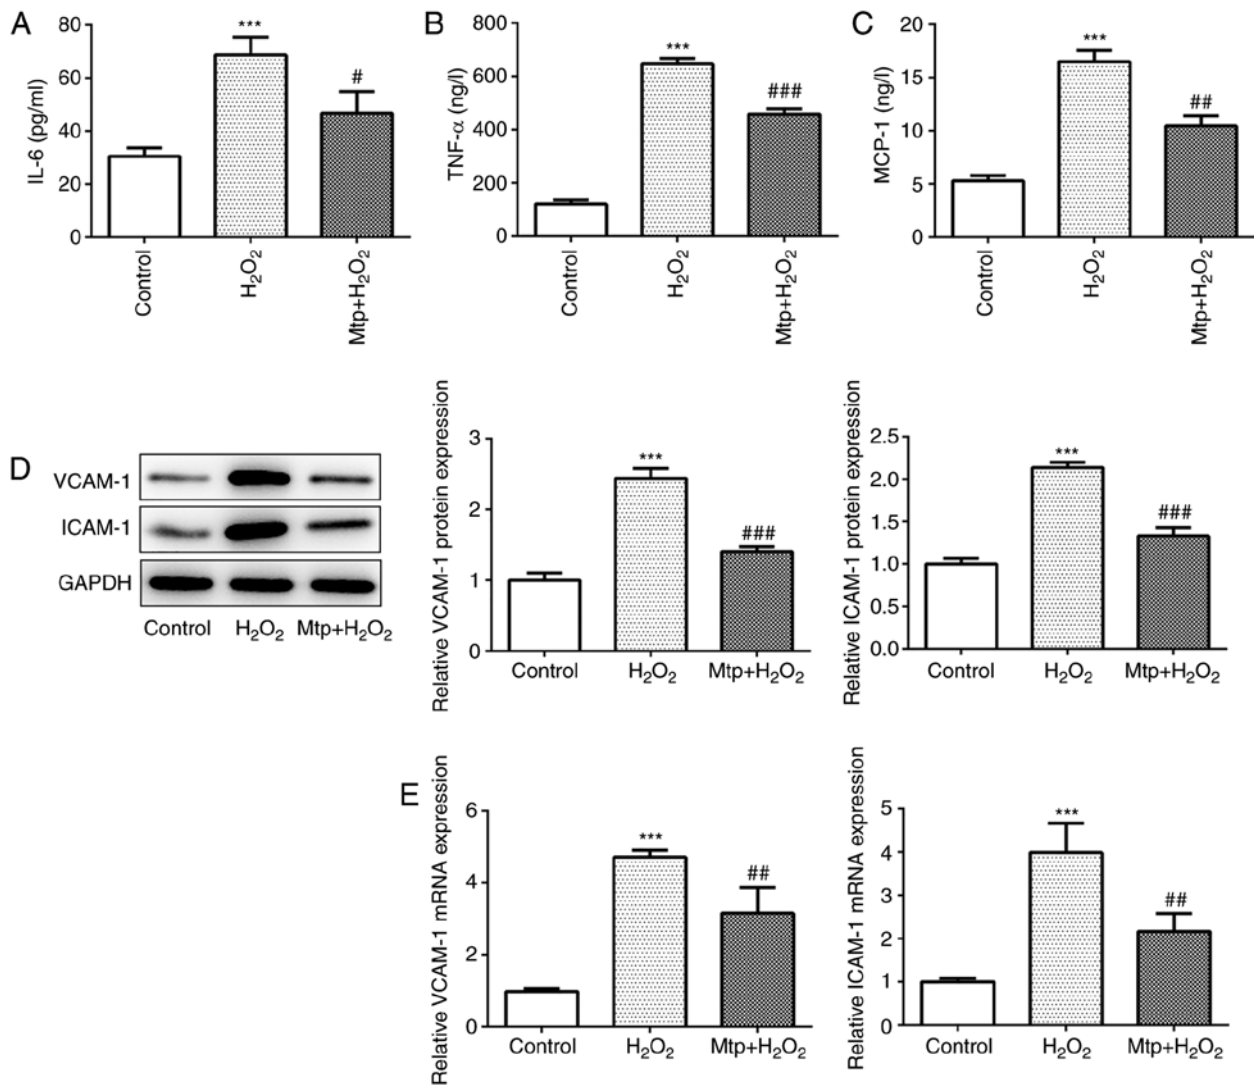 A
IL-6 (pg/ml)
80
60
40
20
0
***
#
Control
H₂O₂
Mtp+H₂O₂
B
TNF-α (ng/l)
800
600
400
200
0
***
###
Control
H₂O₂
Mtp+H₂O₂
C
MCP-1 (ng/l)
20
15
10
5
0
***
##
Control
H₂O₂
Mtp+H₂O₂
D
VCAM-1
ICAM-1
GAPDH
Control H₂O₂ Mtp+H₂O₂
Relative VCAM-1 protein expression
3
2
1
0
***
###
Control H₂O₂ Mtp+H₂O₂
Relative ICAM-1 protein expression
2.5
2.0
1.5
1.0
0.5
0.0
***
###
Control H₂O₂ Mtp+H₂O₂
E
Relative VCAM-1 mRNA expression
6
4
2
0
***
##
Control H₂O₂ Mtp+H₂O₂
Relative ICAM-1 mRNA expression
5
4
3
2
1
0
***
##
Control H₂O₂ Mtp+H₂O₂